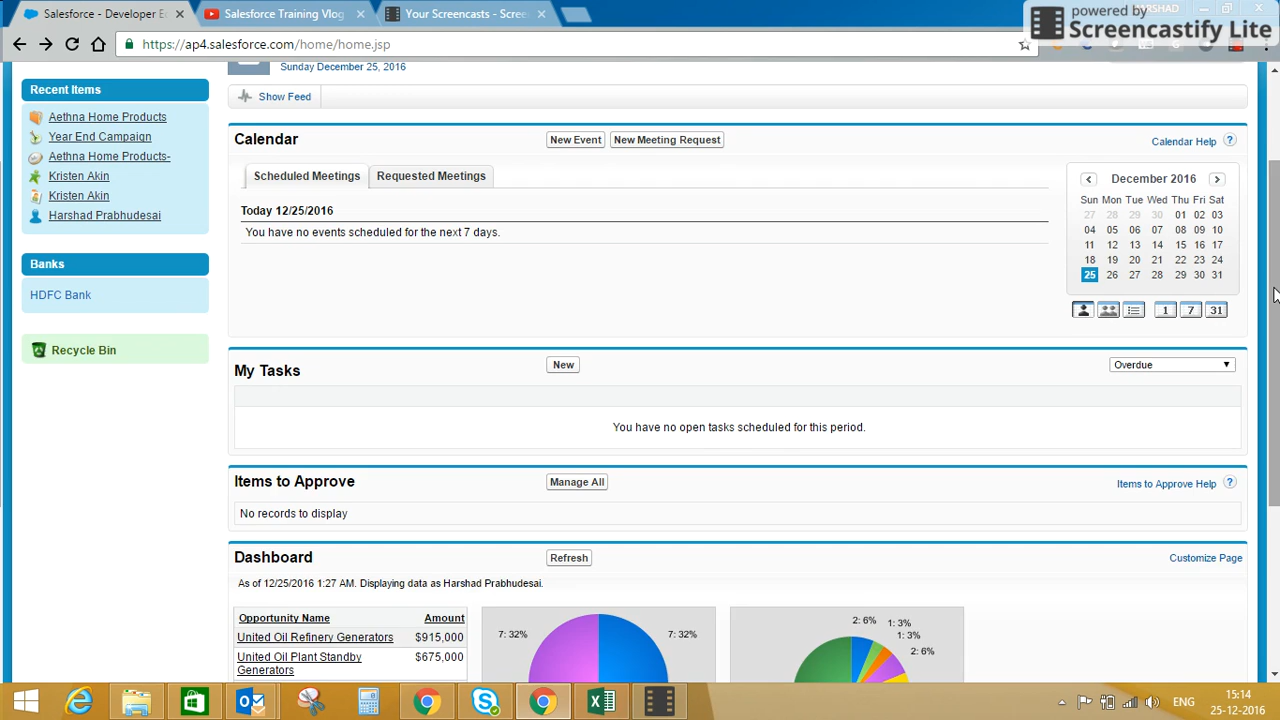 Salesforce - Developer E
Salesforce Training Vlog
Your Screencasts - Scree
powered by
Screencastify Lite
https://ap4.salesforce.com/home/home.jsp
Sunday December 25, 2016
Show Feed
Recent Items
Aethna Home Products
Year End Campaign
Aethna Home Products-
Kristen Akin
Kristen Akin
Harshad Prabhudesai
Banks
HDFC Bank
Recycle Bin
Calendar
New Event
New Meeting Request
Calendar Help ?
Scheduled Meetings
Requested Meetings
Today 12/25/2016
You have no events scheduled for the next 7 days.
December 2016
Sun Mon Tue Wed Thu Fri Sat
27 28 29 30 01 02 03
04 05 06 07 08 09 10
11 12 13 14 15 16 17
18 19 20 21 22 23 24
25 26 27 28 29 30 31
1 7 31
My Tasks
New
Overdue
You have no open tasks scheduled for this period.
Items to Approve
Manage All
Items to Approve Help ?
No records to display
Dashboard
Refresh
Customize Page
As of 12/25/2016 1:27 AM. Displaying data as Harshad Prabhudesai.
Opportunity Name Amount
United Oil Refinery Generators $915,000
United Oil Plant Standby Generators $675,000
7: 32%
7: 32%
2: 6%
1: 3%
1: 3%
2: 6%
ENG
15:14
25-12-2016